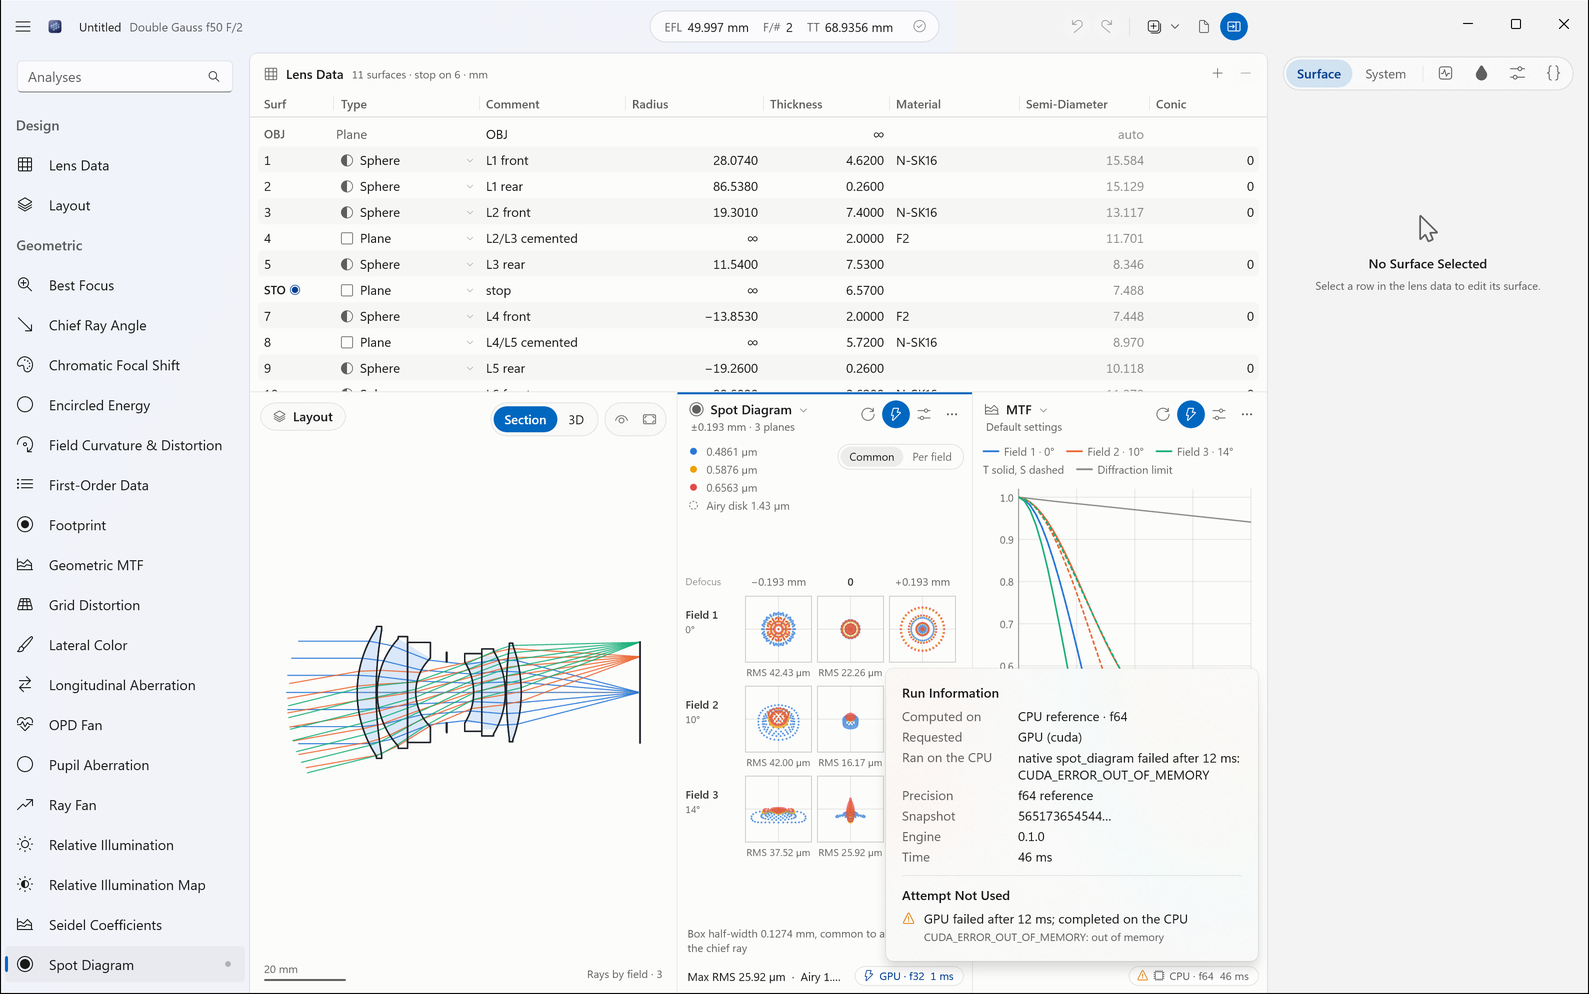 Untitled Double Gauss f50 F/2
EFL 49.997 mm F/# 2 TT 68.9356 mm
Analyses
Design
Lens Data
Layout
Geometric
Best Focus
Chief Ray Angle
Chromatic Focal Shift
Encircled Energy
Field Curvature & Distortion
First-Order Data
Footprint
Geometric MTF
Grid Distortion
Lateral Color
Longitudinal Aberration
OPD Fan
Pupil Aberration
Ray Fan
Relative Illumination
Relative Illumination Map
Seidel Coefficients
Spot Diagram
Lens Data 11 surfaces · stop on 6 · mm
Surf Type Comment Radius Thickness Material Semi-Diameter Conic
OBJ Plane OBJ ∞ auto
1 Sphere L1 front 28.0740 4.6200 N-SK16 15.584 0
2 Sphere L1 rear 86.5380 0.2600 15.129 0
3 Sphere L2 front 19.3010 7.4000 N-SK16 13.117 0
4 Plane L2/L3 cemented ∞ 2.0000 F2 11.701
5 Sphere L3 rear 11.5400 7.5300 8.346 0
STO Plane stop ∞ 6.5700 7.488
7 Sphere L4 front −13.8530 2.0000 F2 7.448 0
8 Plane L4/L5 cemented ∞ 5.7200 N-SK16 8.970
9 Sphere L5 rear −19.2600 0.2600 10.118 0
Layout
Section 3D
20 mm
Rays by field · 3
Spot Diagram
±0.193 mm · 3 planes
0.4861 µm
0.5876 µm
0.6563 µm
Airy disk 1.43 µm
Common Per field
Defocus −0.193 mm 0 +0.193 mm
Field 1
0°
RMS 42.43 µm RMS 22.26 µm
Field 2
10°
RMS 42.00 µm RMS 16.17 µm
Field 3
14°
RMS 37.52 µm RMS 25.92 µm
Box half-width 0.1274 mm, common to a
the chief ray
Max RMS 25.92 µm · Airy 1.... GPU · f32 1 ms
MTF
Default settings
Field 1 · 0° Field 2 · 10° Field 3 · 14°
T solid, S dashed Diffraction limit
1.0
0.9
0.8
0.7
0.6
Run Information
Computed on CPU reference · f64
Requested GPU (cuda)
Ran on the CPU native spot_diagram failed after 12 ms:
CUDA_ERROR_OUT_OF_MEMORY
Precision f64 reference
Snapshot 565173654544...
Engine 0.1.0
Time 46 ms
Attempt Not Used
GPU failed after 12 ms; completed on the CPU
CUDA_ERROR_OUT_OF_MEMORY: out of memory
CPU · f64 46 ms
Surface System
No Surface Selected
Select a row in the lens data to edit its surface.